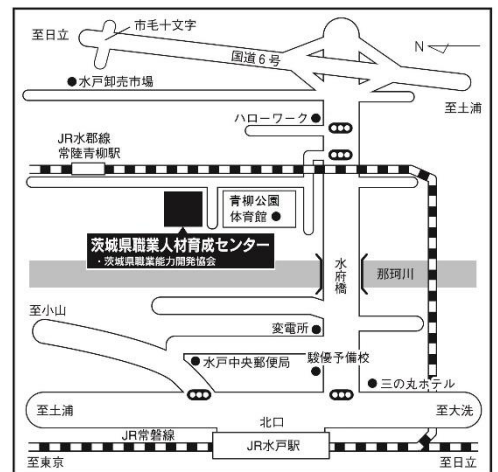 市毛十文字
至日立
国道6号
N
水戸卸売市場
至土浦
ハローワーク
JR水郡線
常陸青柳駅
青柳公園
体育館
茨城県職業人材育成センター
・茨城県職業能力開発協会
水府橋
那珂川
至小山
変電所
水戸中央郵便局
駿優予備校
三の丸ホテル
至土浦
北口
至大洗
JR常磐線
JR水戸駅
至東京
至日立